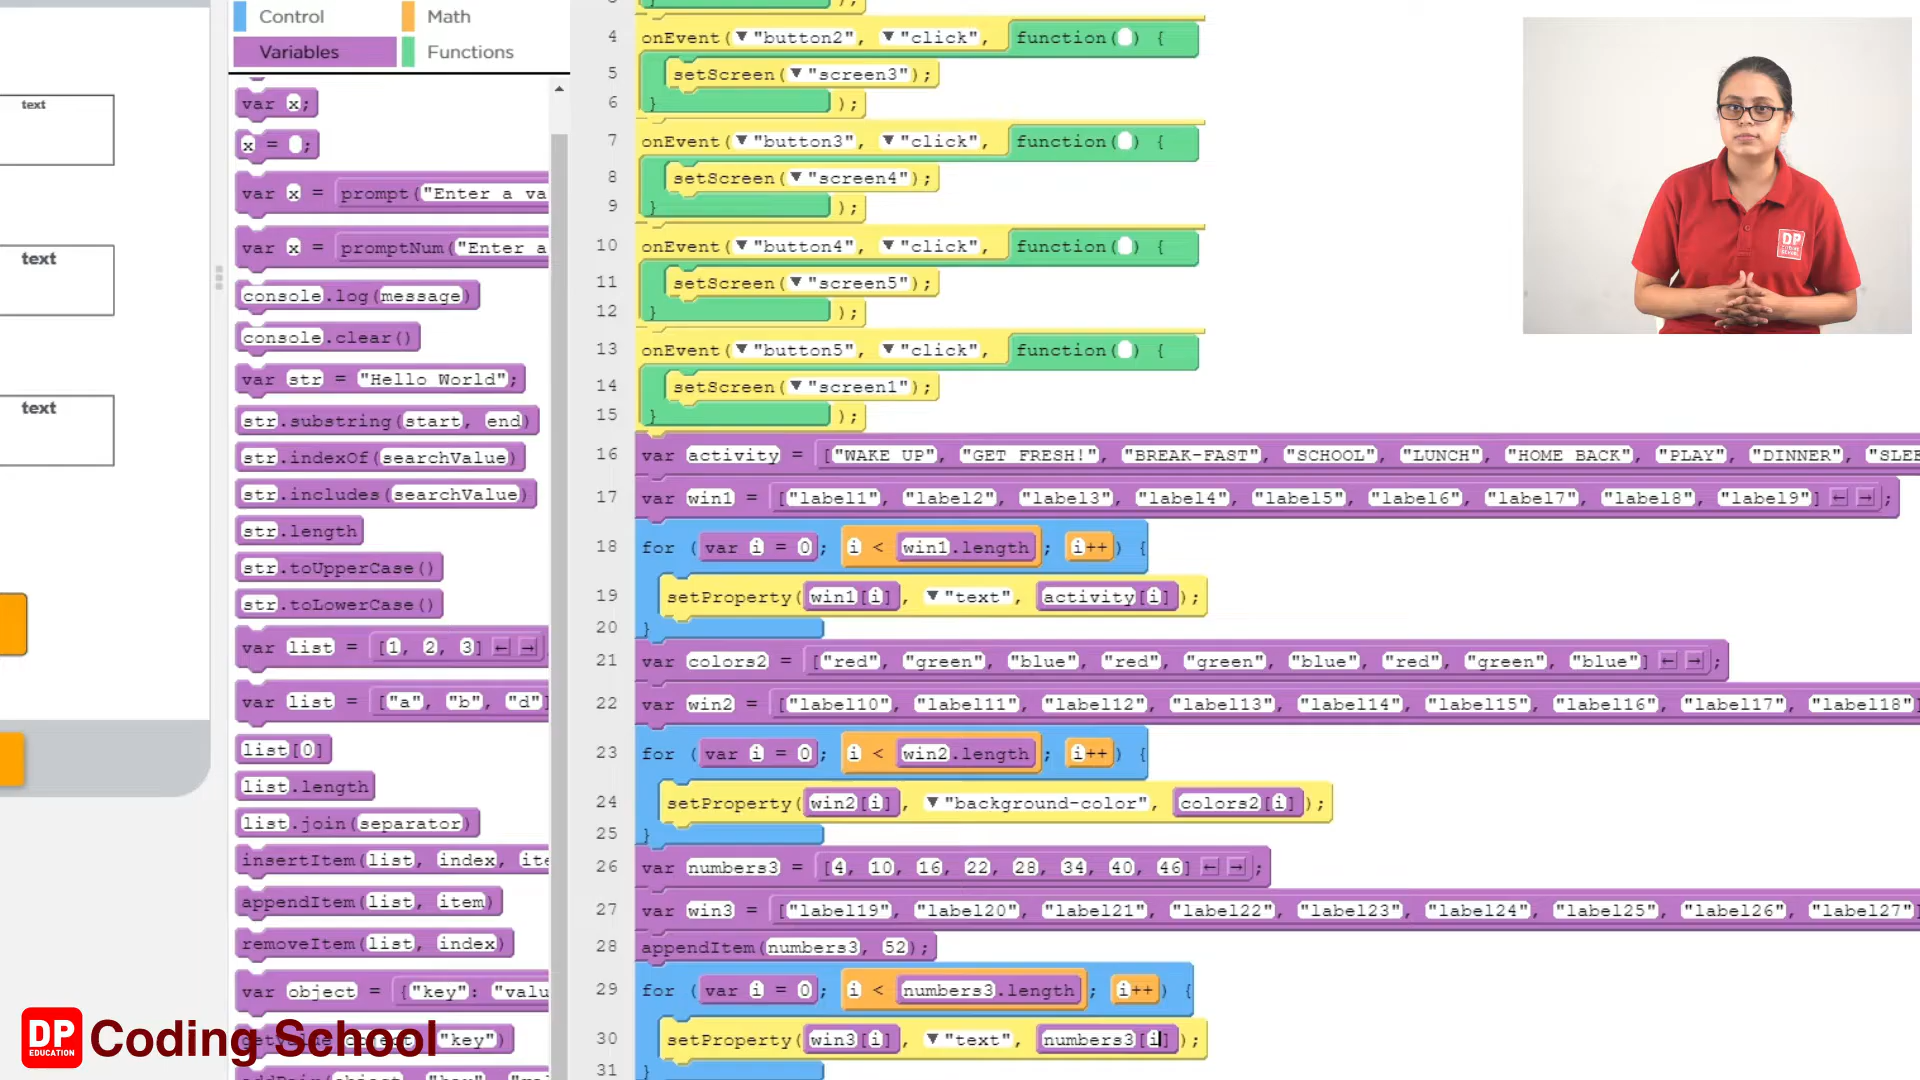 text
text
text
Control
Math
Variables
Functions
var x;
x = ;
var x = prompt("Enter a va
var x = promptNum("Enter a
console.log(message)
console.clear()
var str = "Hello World";
str.substring(start, end)
str.indexOf(searchValue)
str.includes(searchValue)
str.length
str.toUpperCase()
str.toLowerCase()
var list = [1, 2, 3] ← →
var list = ["a", "b", "d"]
list[0]
list.length
list.join(separator)
insertItem(list, index, ite
appendItem(list, item)
removeItem(list, index)
var object = {"key": "valu
"key")
4 onEvent(▼"button2", ▼"click", function( ) {
5 setScreen(▼"screen3");
6 } );
7 onEvent(▼"button3", ▼"click", function( ) {
8 setScreen(▼"screen4");
9 } );
10 onEvent(▼"button4", ▼"click", function( ) {
11 setScreen(▼"screen5");
12 } );
13 onEvent(▼"button5", ▼"click", function( ) {
14 setScreen(▼"screen1");
15 } );
16 var activity = ["WAKE UP", "GET FRESH!", "BREAK-FAST", "SCHOOL", "LUNCH", "HOME BACK", "PLAY", "DINNER", "SLEE
17 var win1 = ["label1", "label2", "label3", "label4", "label5", "label6", "label7", "label8", "label9"] ← → ;
18 for (var i = 0; i < win1.length; i++) {
19 setProperty(win1[i], ▼"text", activity[i]);
20 }
21 var colors2 = ["red", "green", "blue", "red", "green", "blue", "red", "green", "blue"] ← → ;
22 var win2 = ["label10", "label11", "label12", "label13", "label14", "label15", "label16", "label17", "label18"]
23 for (var i = 0; i < win2.length; i++) {
24 setProperty(win2[i], ▼"background-color", colors2[i]);
25 }
26 var numbers3 = [4, 10, 16, 22, 28, 34, 40, 46] ← → ;
27 var win3 = ["label19", "label20", "label21", "label22", "label23", "label24", "label25", "label26", "label27"]
28 appendItem(numbers3, 52);
29 for (var i = 0; i < numbers3.length; i++) {
30 setProperty(win3[i], ▼"text", numbers3[i]);
31 }
DP
DP
EDUCATION
Coding School